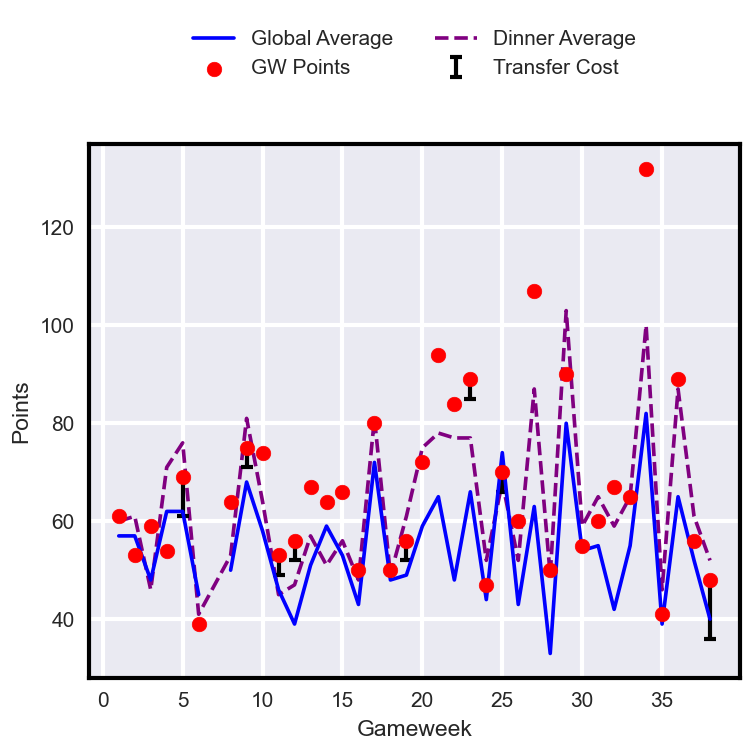 Global Average
Dinner Average
GW Points
Transfer Cost
120
100
80
60
40
Points
0 5 10 15 20 25 30 35
Gameweek